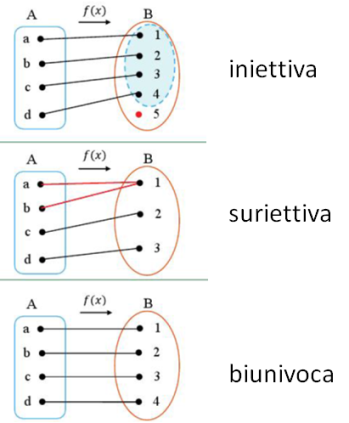 A f(x) B
a 1
b 2
c 3
d 4
5
iniettiva
A f(x) B
a 1
b 2
c 3
d
suriettiva
A f(x) B
a 1
b 2
c 3
d 4
biunivoca